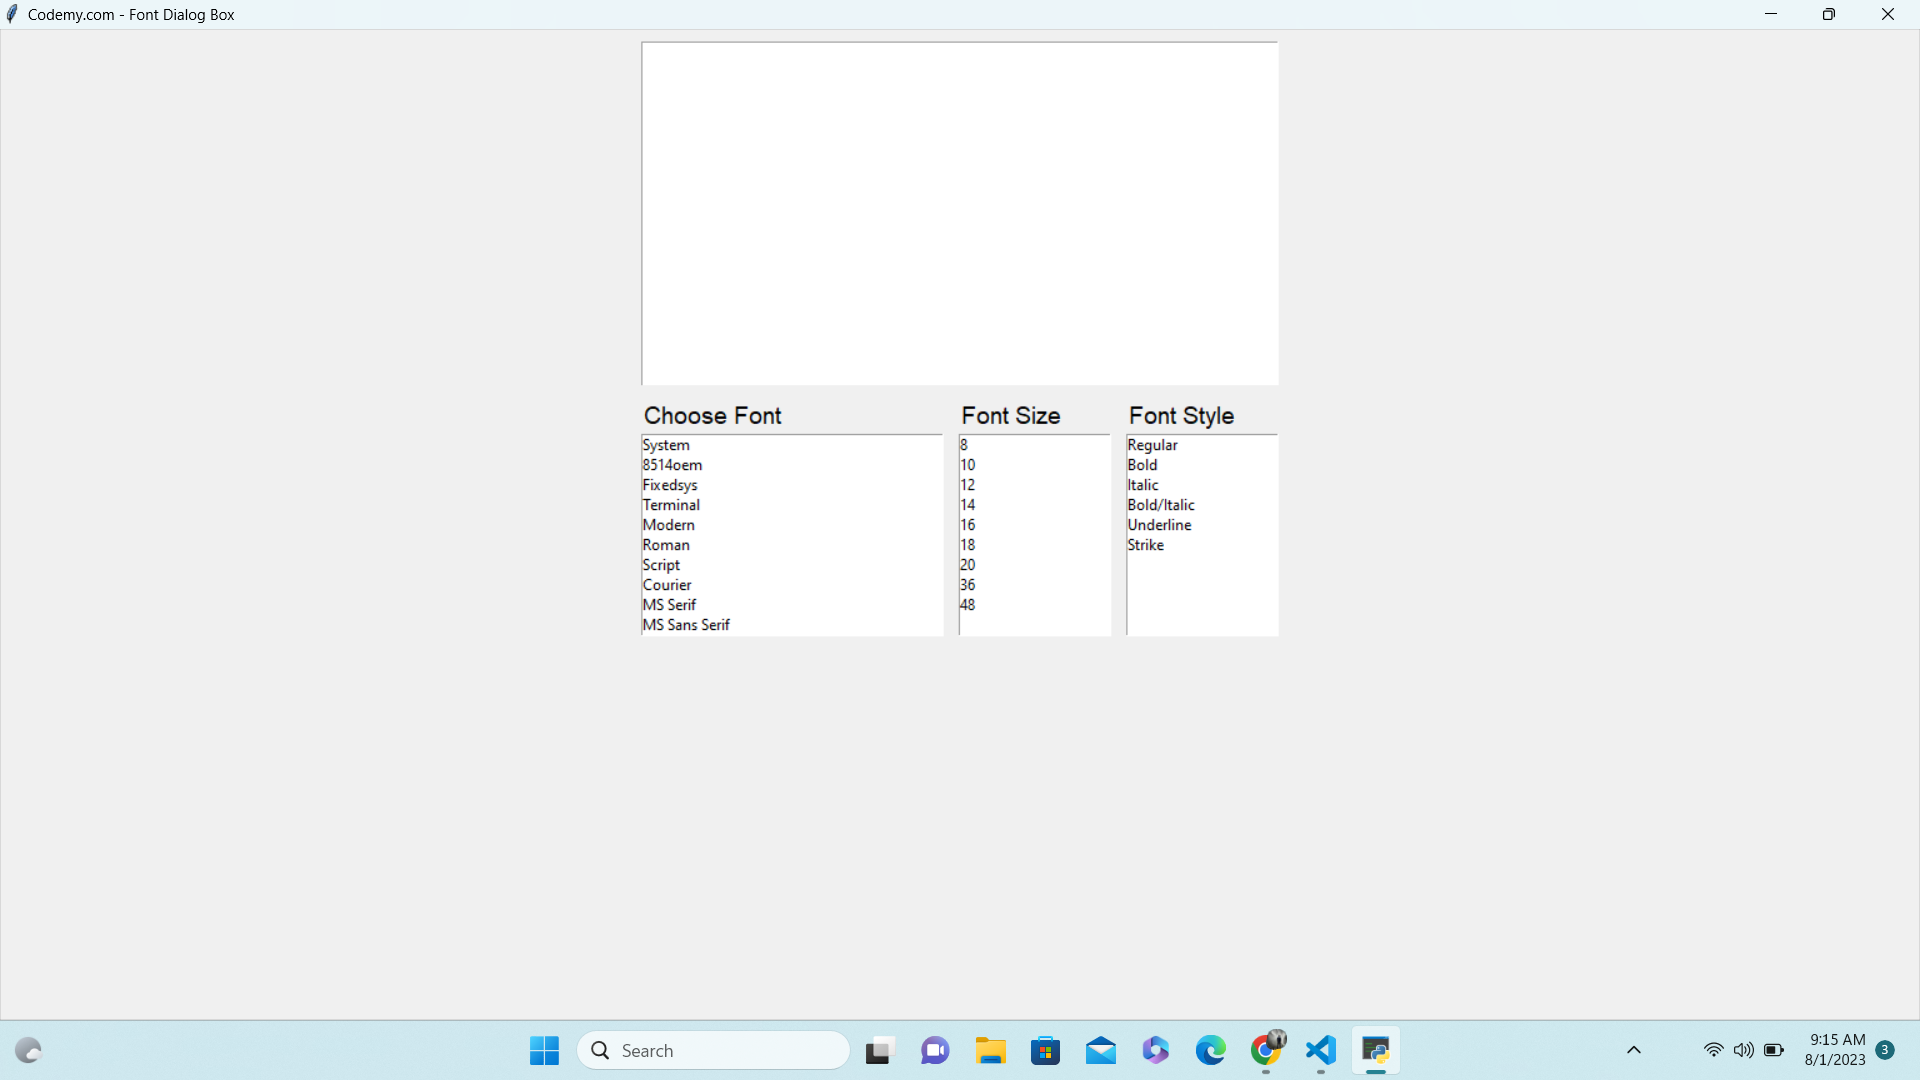 Codemy.com - Font Dialog Box
Choose Font
System
8514oem
Fixedsys
Terminal
Modern
Roman
Script
Courier
MS Serif
MS Sans Serif
Font Size
8
10
12
14
16
18
20
36
48
Font Style
Regular
Bold
Italic
Bold/Italic
Underline
Strike
Search
9:15 AM
8/1/2023
3